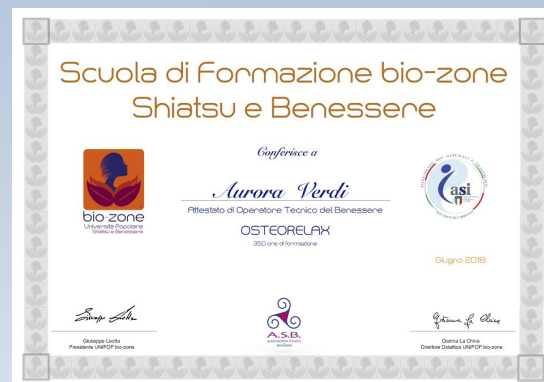 Scuola di Formazione bio-zone
Shiatsu e Benessere
Conferisce a
Aurora Verdi
Attestato di Operatore Tecnico del Benessere
OSTEORELAX
350 ore di formazione
bio-zone
Università Popolare
Shiatsu e Benessere
asi
Giugno 2018
A.S.B.
Giuseppe Leotta
Presidente UNIPOP bio-zone
Gianna La China
Direttore Didattico UNIPOP bio-zone